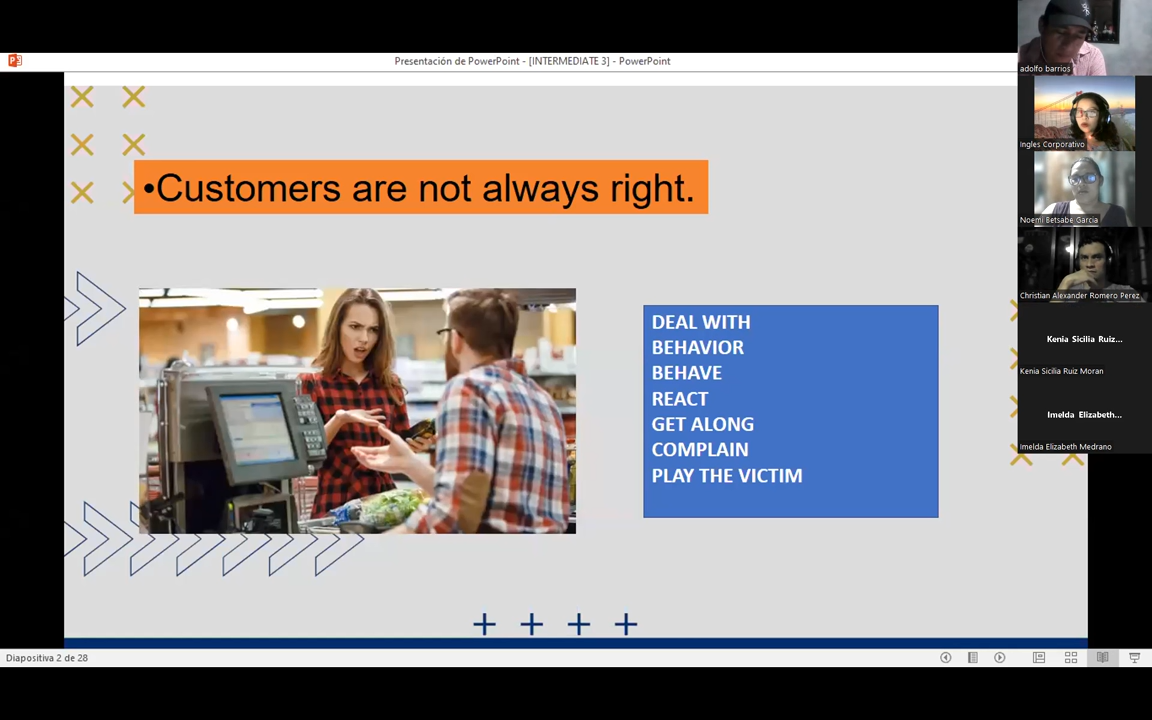 Presentación de PowerPoint - [INTERMEDIATE 3] - PowerPoint
•Customers are not always right.
DEAL WITH
BEHAVIOR
BEHAVE
REACT
GET ALONG
COMPLAIN
PLAY THE VICTIM
Diapositiva 2 de 28
adolfo barrios
Ingles Corporativo
Noemi Betsabe Garcia
Christian Alexander Romero Perez
Kenia Sicilia Ruiz...
Kenia Sicilia Ruiz Moran
Imelda Elizabeth...
Imelda Elizabeth Medrano